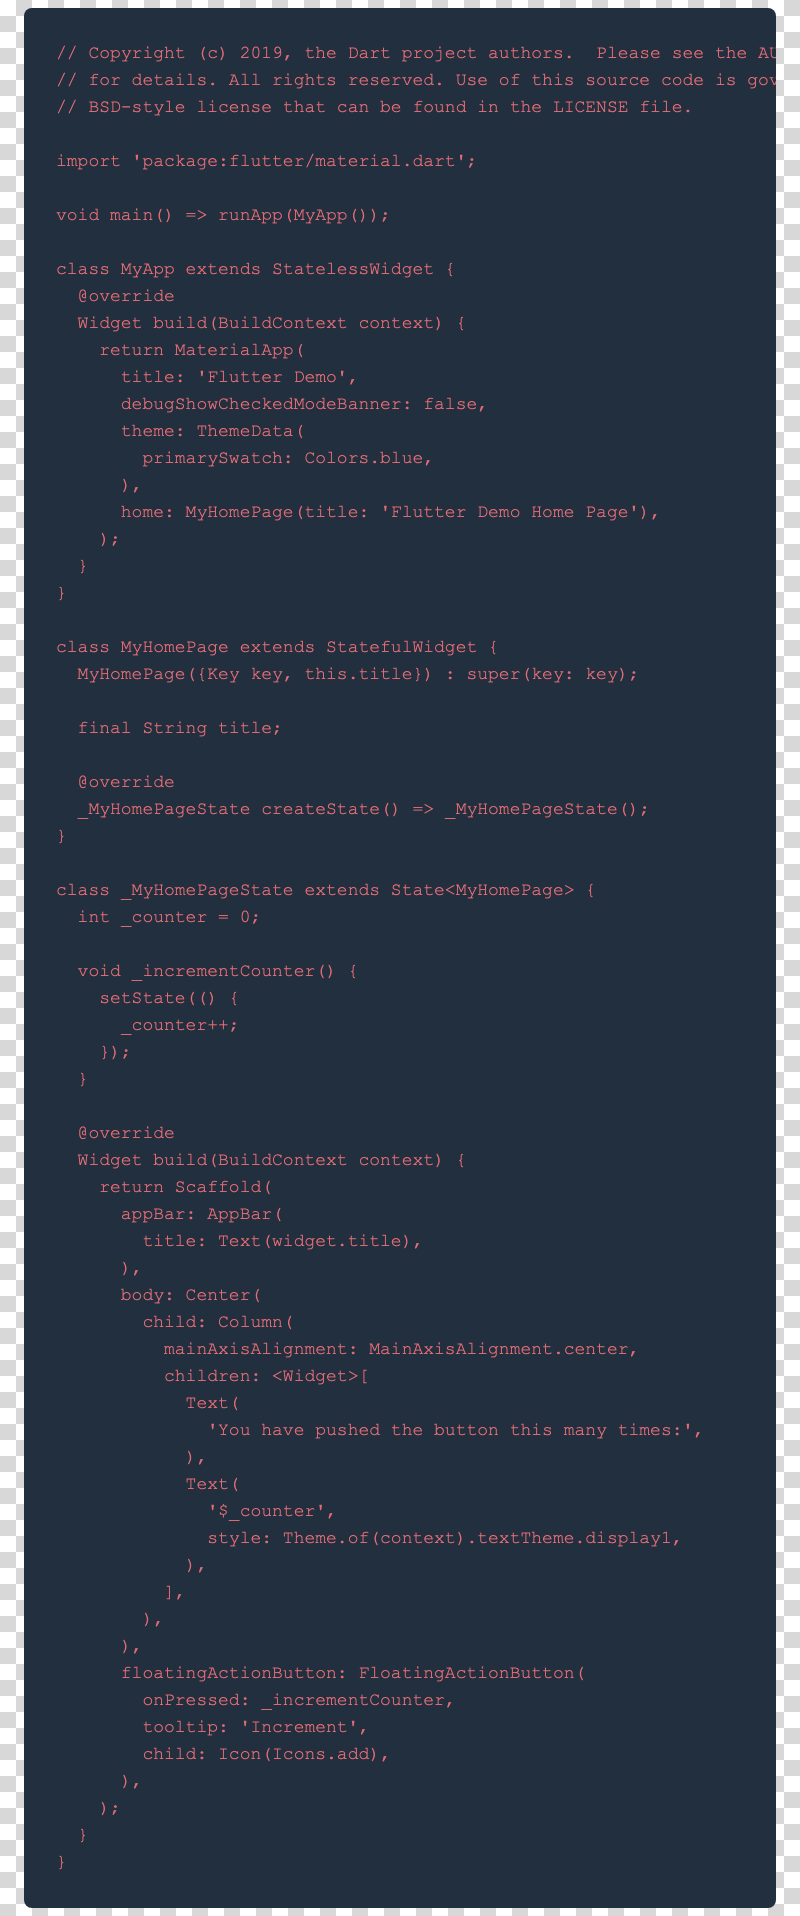 // Copyright (c) 2019, the Dart project authors.  Please see the AU
// for details. All rights reserved. Use of this source code is gov
// BSD-style license that can be found in the LICENSE file.

import 'package:flutter/material.dart';

void main() => runApp(MyApp());

class MyApp extends StatelessWidget {
  @override
  Widget build(BuildContext context) {
    return MaterialApp(
      title: 'Flutter Demo',
      debugShowCheckedModeBanner: false,
      theme: ThemeData(
        primarySwatch: Colors.blue,
      ),
      home: MyHomePage(title: 'Flutter Demo Home Page'),
    );
  }
}

class MyHomePage extends StatefulWidget {
  MyHomePage({Key key, this.title}) : super(key: key);

  final String title;

  @override
  _MyHomePageState createState() => _MyHomePageState();
}

class _MyHomePageState extends State<MyHomePage> {
  int _counter = 0;

  void _incrementCounter() {
    setState(() {
      _counter++;
    });
  }

  @override
  Widget build(BuildContext context) {
    return Scaffold(
      appBar: AppBar(
        title: Text(widget.title),
      ),
      body: Center(
        child: Column(
          mainAxisAlignment: MainAxisAlignment.center,
          children: <Widget>[
            Text(
              'You have pushed the button this many times:',
            ),
            Text(
              '$_counter',
              style: Theme.of(context).textTheme.display1,
            ),
          ],
        ),
      ),
      floatingActionButton: FloatingActionButton(
        onPressed: _incrementCounter,
        tooltip: 'Increment',
        child: Icon(Icons.add),
      ),
    );
  }
}